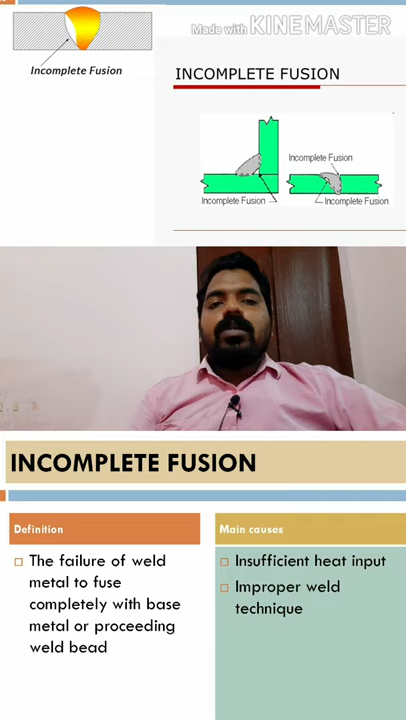 Made with KINEMASTER
Incomplete Fusion
INCOMPLETE FUSION
Incomplete Fusion
Incomplete Fusion
Incomplete Fusion
INCOMPLETE FUSION
Definition
The failure of weld
metal to fuse
completely with base
metal or proceeding
weld bead
Main causes
Insufficient heat input
Improper weld
technique